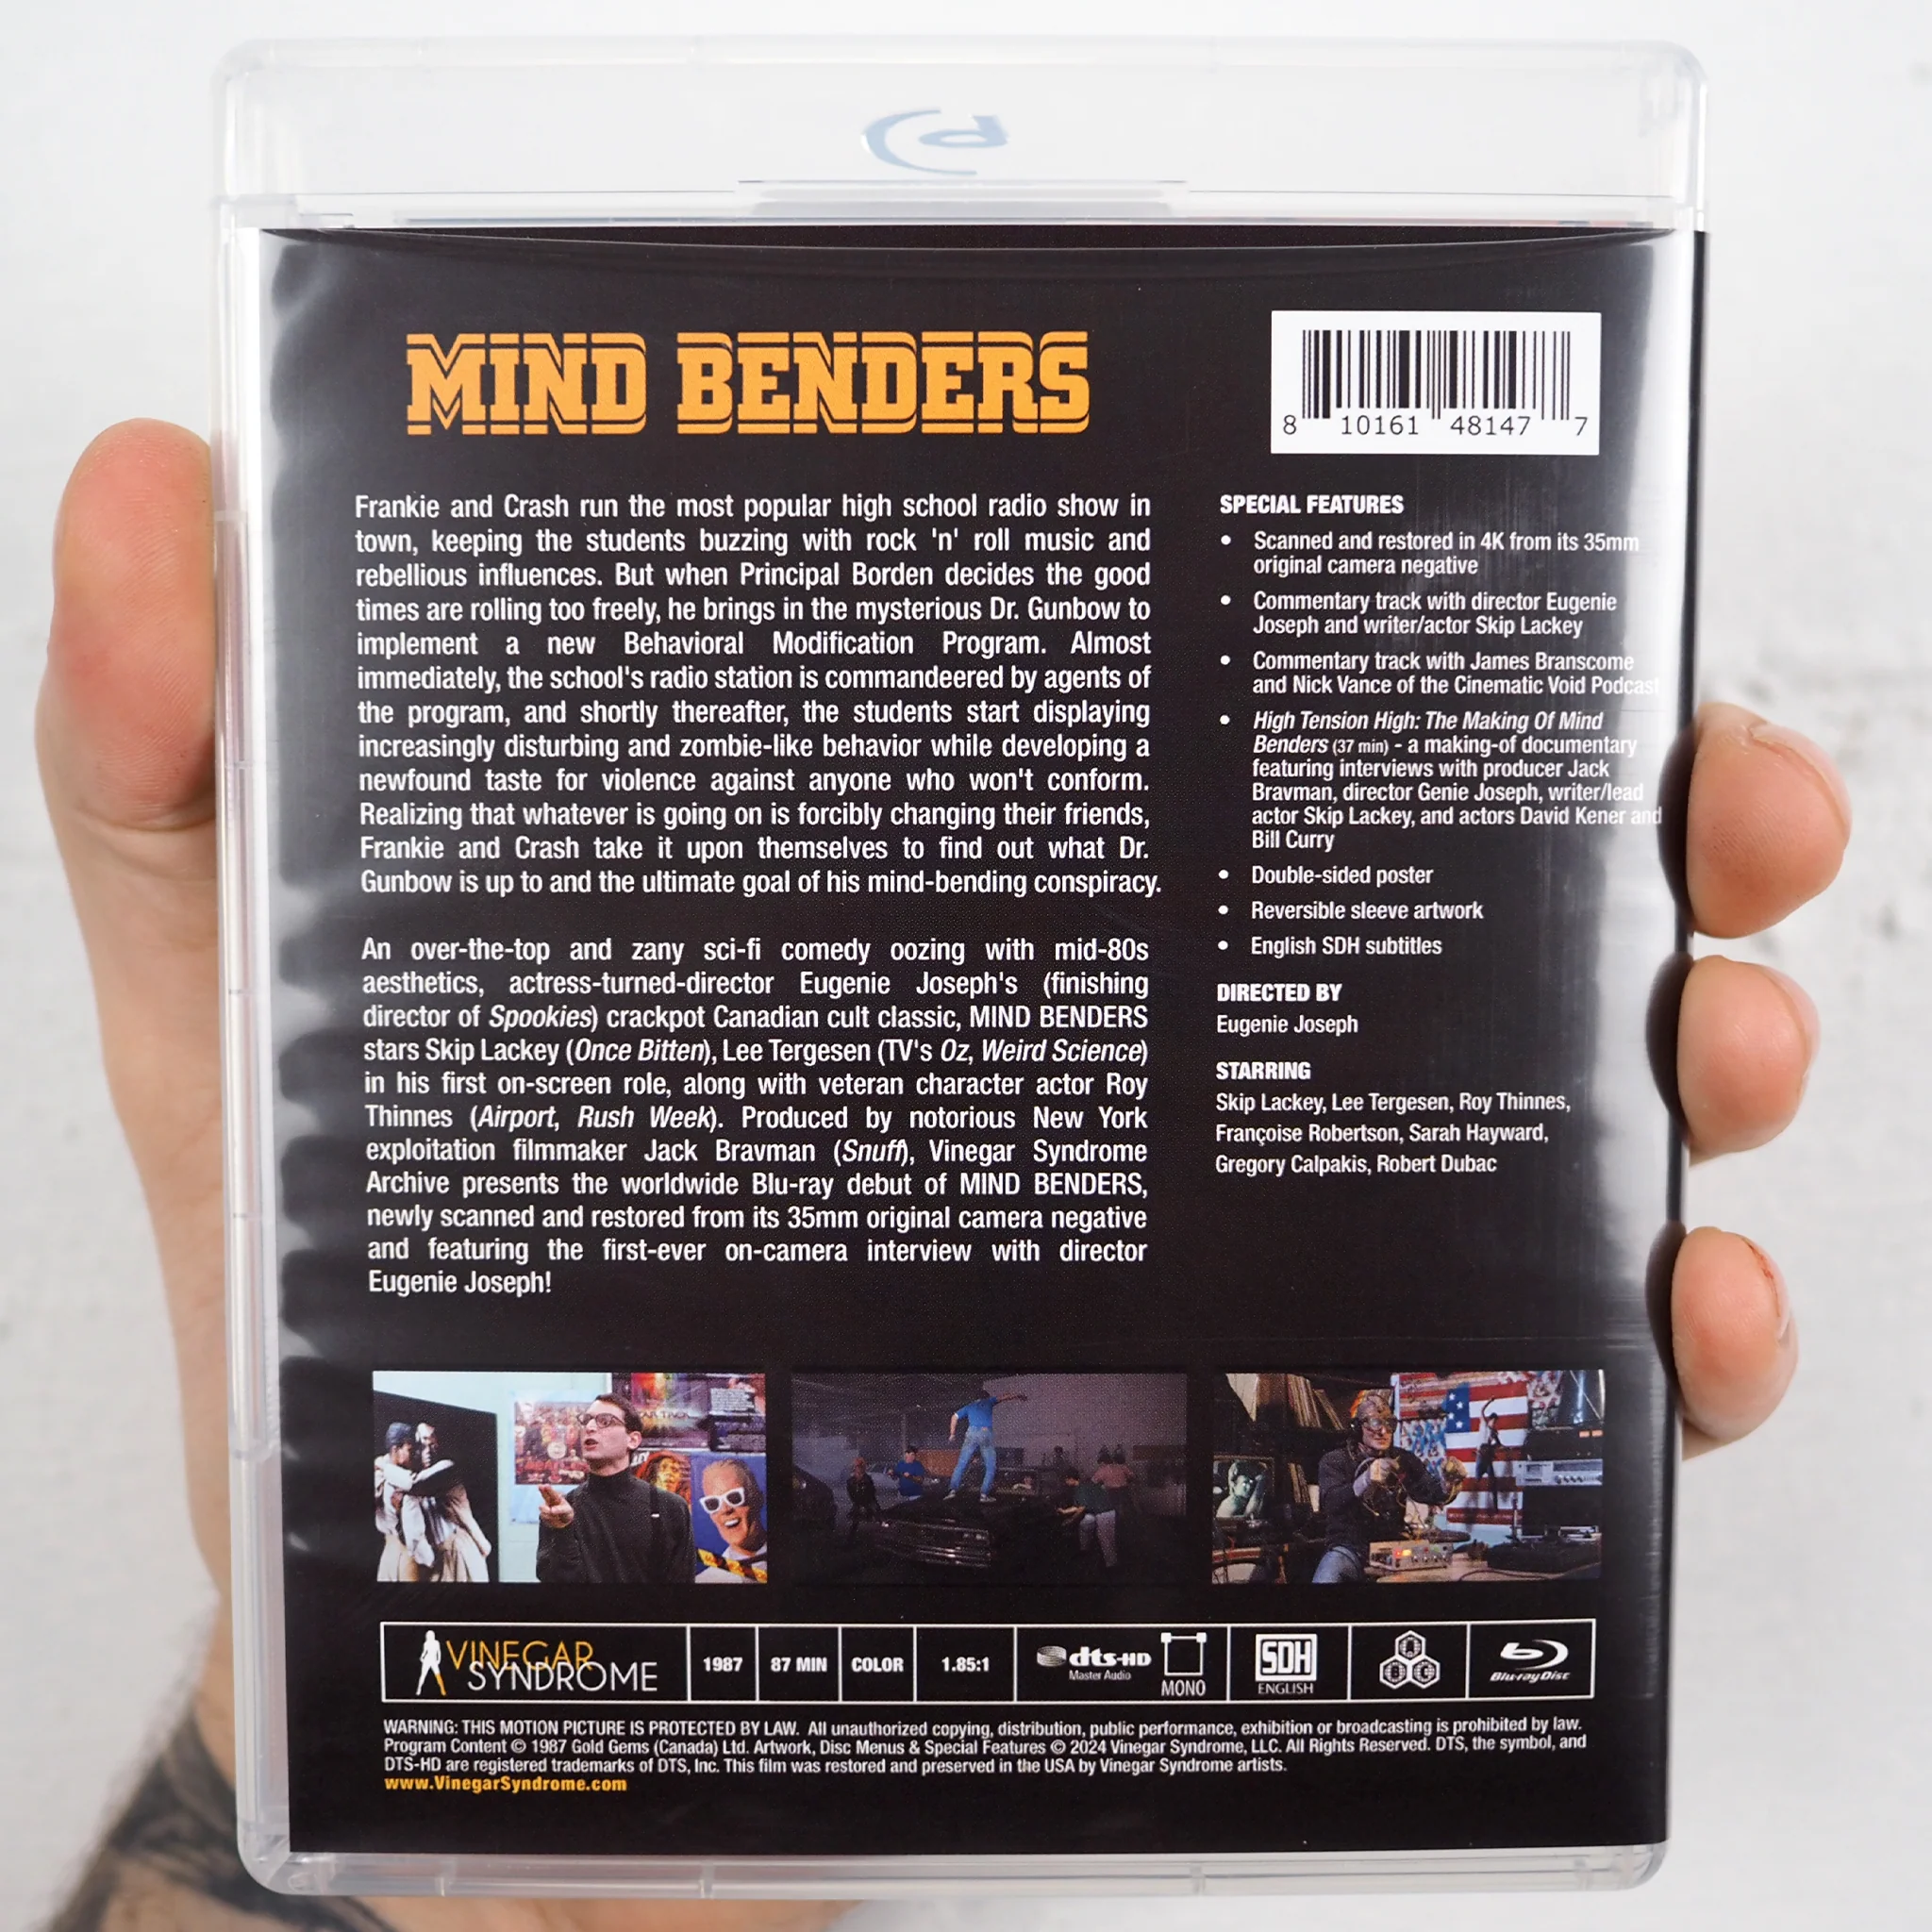 MIND BENDERS
8 10161 48147 7
Frankie and Crash run the most popular high school radio show in
town, keeping the students buzzing with rock 'n' roll music and
rebellious influences. But when Principal Borden decides the good
times are rolling too freely, he brings in the mysterious Dr. Gunbow to
implement a new Behavioral Modification Program. Almost
immediately, the school's radio station is commandeered by agents of
the program, and shortly thereafter, the students start displaying
increasingly disturbing and zombie-like behavior while developing a
newfound taste for violence against anyone who won't conform.
Realizing that whatever is going on is forcibly changing their friends,
Frankie and Crash take it upon themselves to find out what Dr.
Gunbow is up to and the ultimate goal of his mind-bending conspiracy.
An over-the-top and zany sci-fi comedy oozing with mid-80s
aesthetics, actress-turned-director Eugenie Joseph's (finishing
director of Spookies) crackpot Canadian cult classic, MIND BENDERS
stars Skip Lackey (Once Bitten), Lee Tergesen (TV's Oz, Weird Science)
in his first on-screen role, along with veteran character actor Roy
Thinnes (Airport, Rush Week). Produced by notorious New York
exploitation filmmaker Jack Bravman (Snuff), Vinegar Syndrome
Archive presents the worldwide Blu-ray debut of MIND BENDERS,
newly scanned and restored from its 35mm original camera negative
and featuring the first-ever on-camera interview with director
Eugenie Joseph!
SPECIAL FEATURES
• Scanned and restored in 4K from its 35mm
original camera negative
• Commentary track with director Eugenie
Joseph and writer/actor Skip Lackey
• Commentary track with James Branscome
and Nick Vance of the Cinematic Void Podcast
• High Tension High: The Making Of Mind
Benders (37 min) - a making-of documentary
featuring interviews with producer Jack
Bravman, director Genie Joseph, writer/lead
actor Skip Lackey, and actors David Kener and
Bill Curry
• Double-sided poster
• Reversible sleeve artwork
• English SDH subtitles
DIRECTED BY
Eugenie Joseph
STARRING
Skip Lackey, Lee Tergesen, Roy Thinnes,
Françoise Robertson, Sarah Hayward,
Gregory Calpakis, Robert Dubac
VINEGAR
SYNDROME
1987
87 MIN
COLOR
1.85:1
dts-HD
Master Audio
MONO
SDH
ENGLISH
A B C
Blu-ray Disc
WARNING: THIS MOTION PICTURE IS PROTECTED BY LAW. All unauthorized copying, distribution, public performance, exhibition or broadcasting is prohibited by law.
Program Content © 1987 Gold Gems (Canada) Ltd. Artwork, Disc Menus & Special Features © 2024 Vinegar Syndrome, LLC. All Rights Reserved. DTS, the symbol, and
DTS-HD are registered trademarks of DTS, Inc. This film was restored and preserved in the USA by Vinegar Syndrome artists.
www.VinegarSyndrome.com